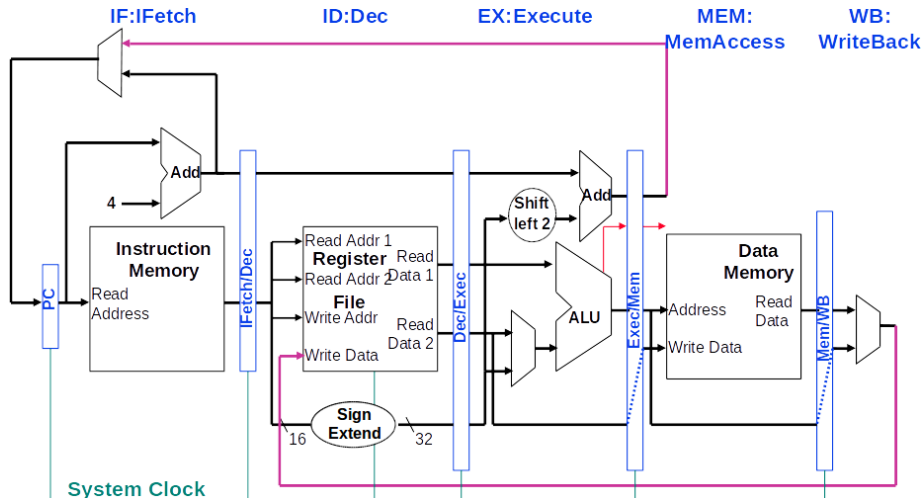 IF:IFetch
ID:Dec
EX:Execute
MEM:
MemAccess
WB:
WriteBack
Add
4
Add
Shift
left 2
Instruction
Memory
Read
Address
PC
IFetch/Dec
Read Addr 1
Register
Read Addr 2
File
Write Addr
Write Data
Read
Data 1
Read
Data 2
Dec/Exec
ALU
Exec/Mem
Data
Memory
Address
Read
Data
Write Data
Mem/WB
Sign
Extend
16
32
System Clock